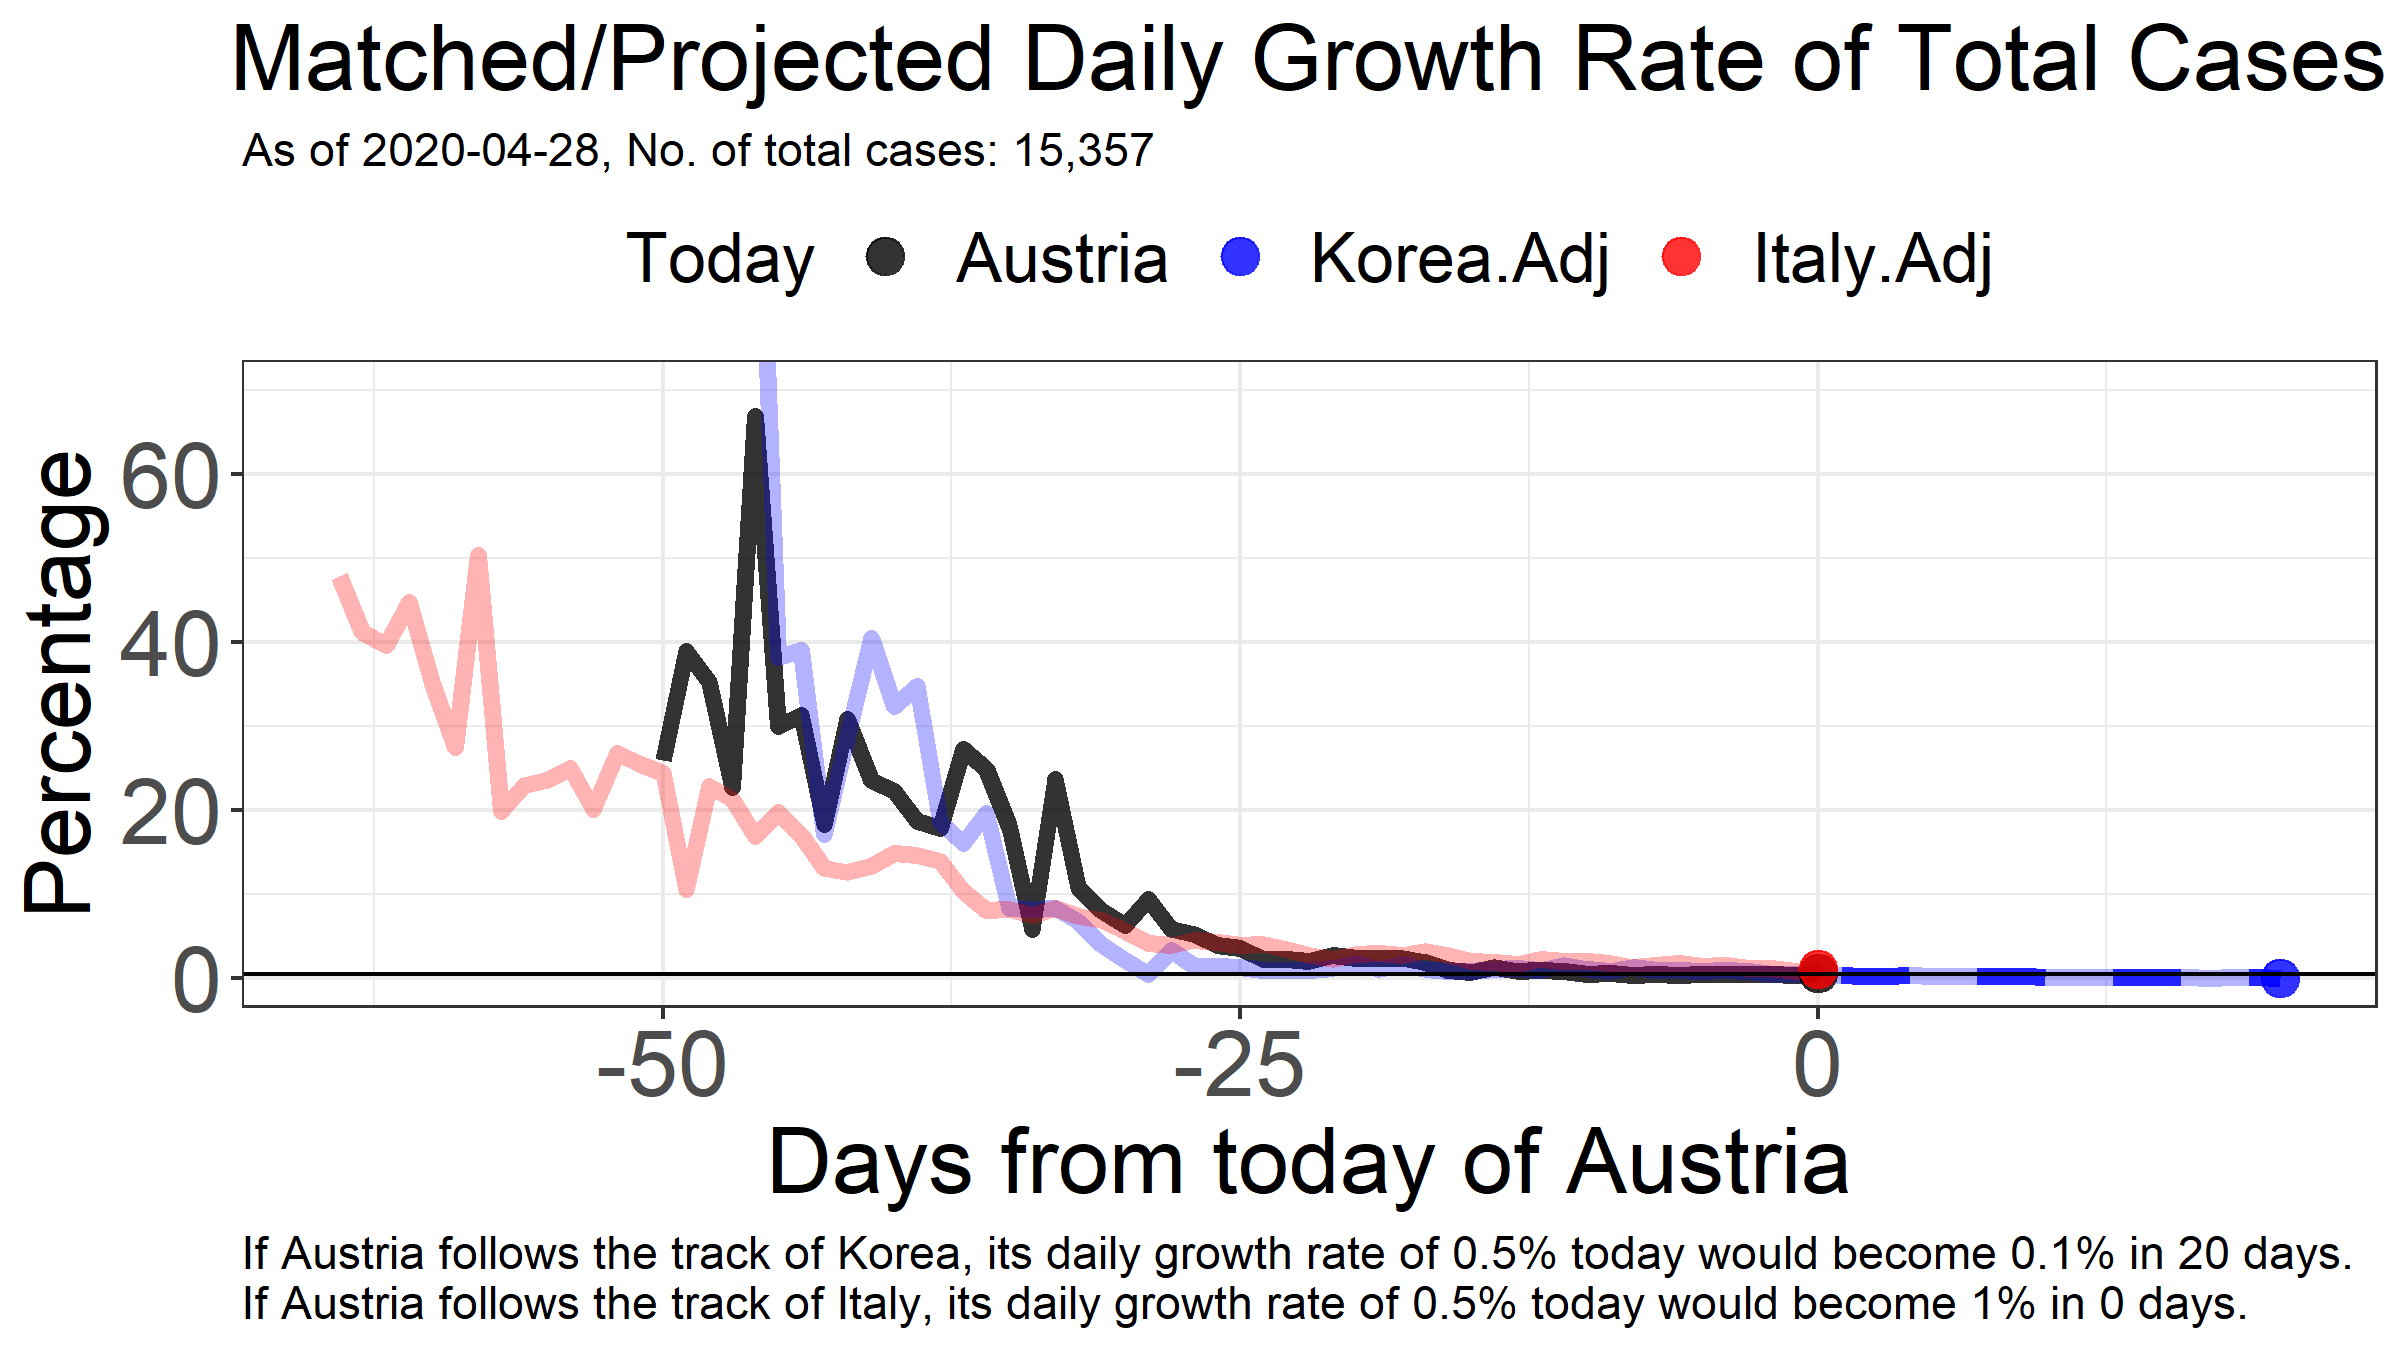 Matched/Projected Daily Growth Rate of Total Cases
As of 2020-04-28, No. of total cases: 15,357
Today Austria Korea.Adj Italy.Adj
Percentage
60
40
20
0
-50 -25 0
Days from today of Austria
If Austria follows the track of Korea, its daily growth rate of 0.5% today would become 0.1% in 20 days.
If Austria follows the track of Italy, its daily growth rate of 0.5% today would become 1% in 0 days.